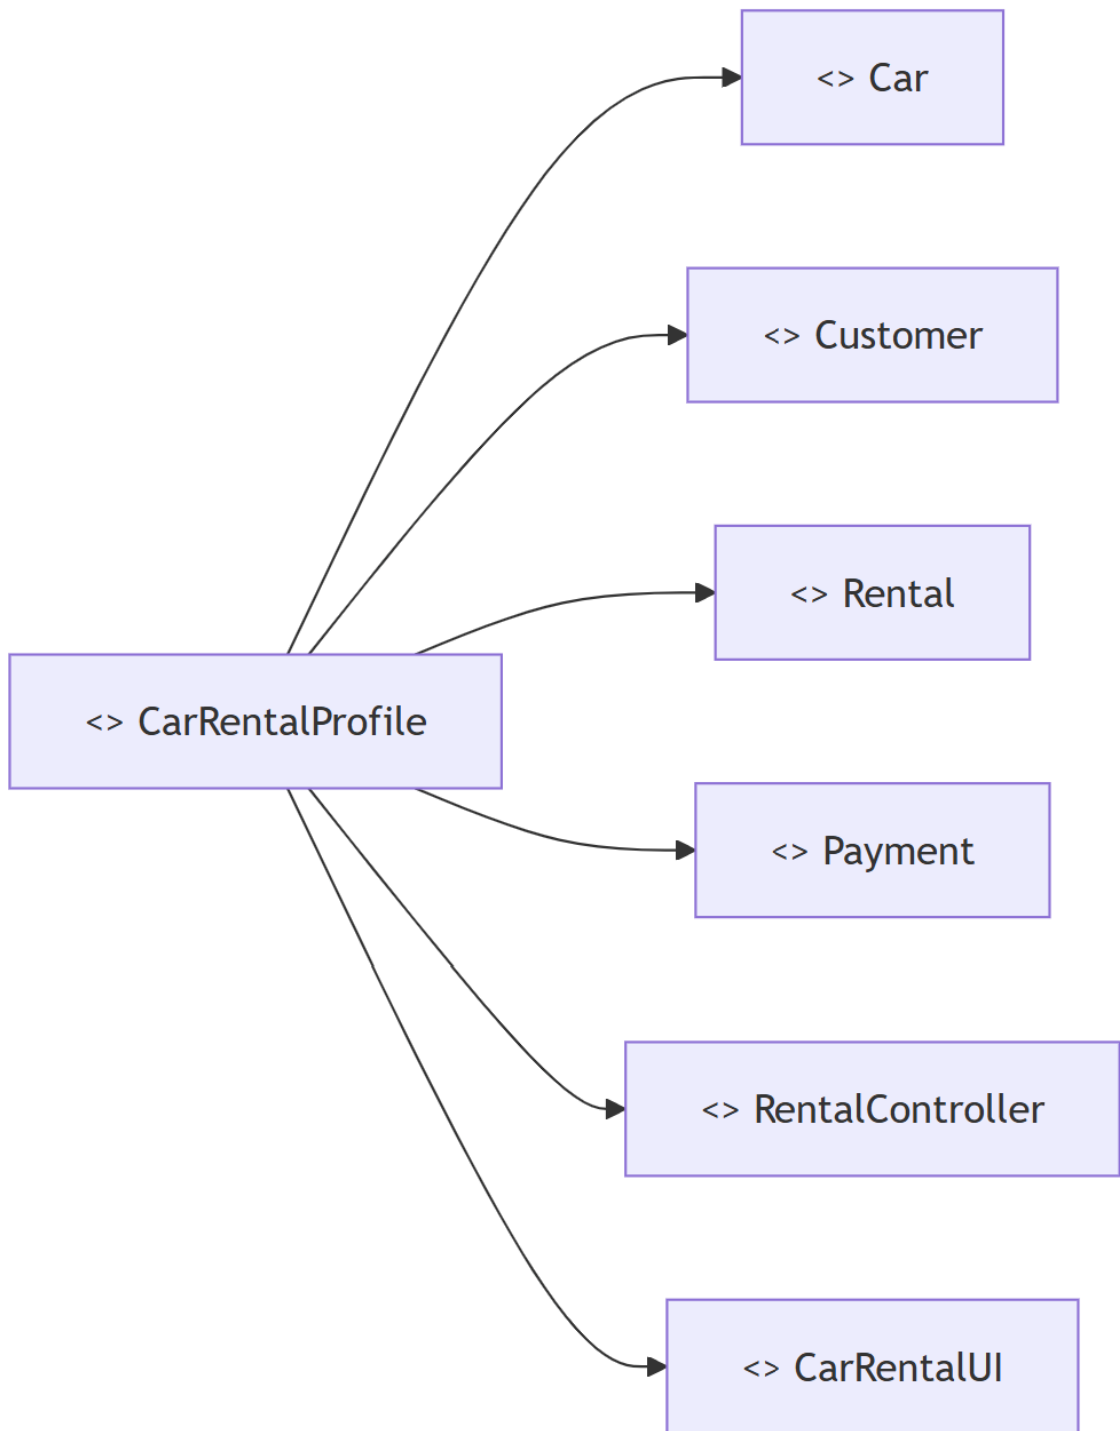 <> Car
<> Customer
<> Rental
<> CarRentalProfile
<> Payment
<> RentalController
<> CarRentalUI